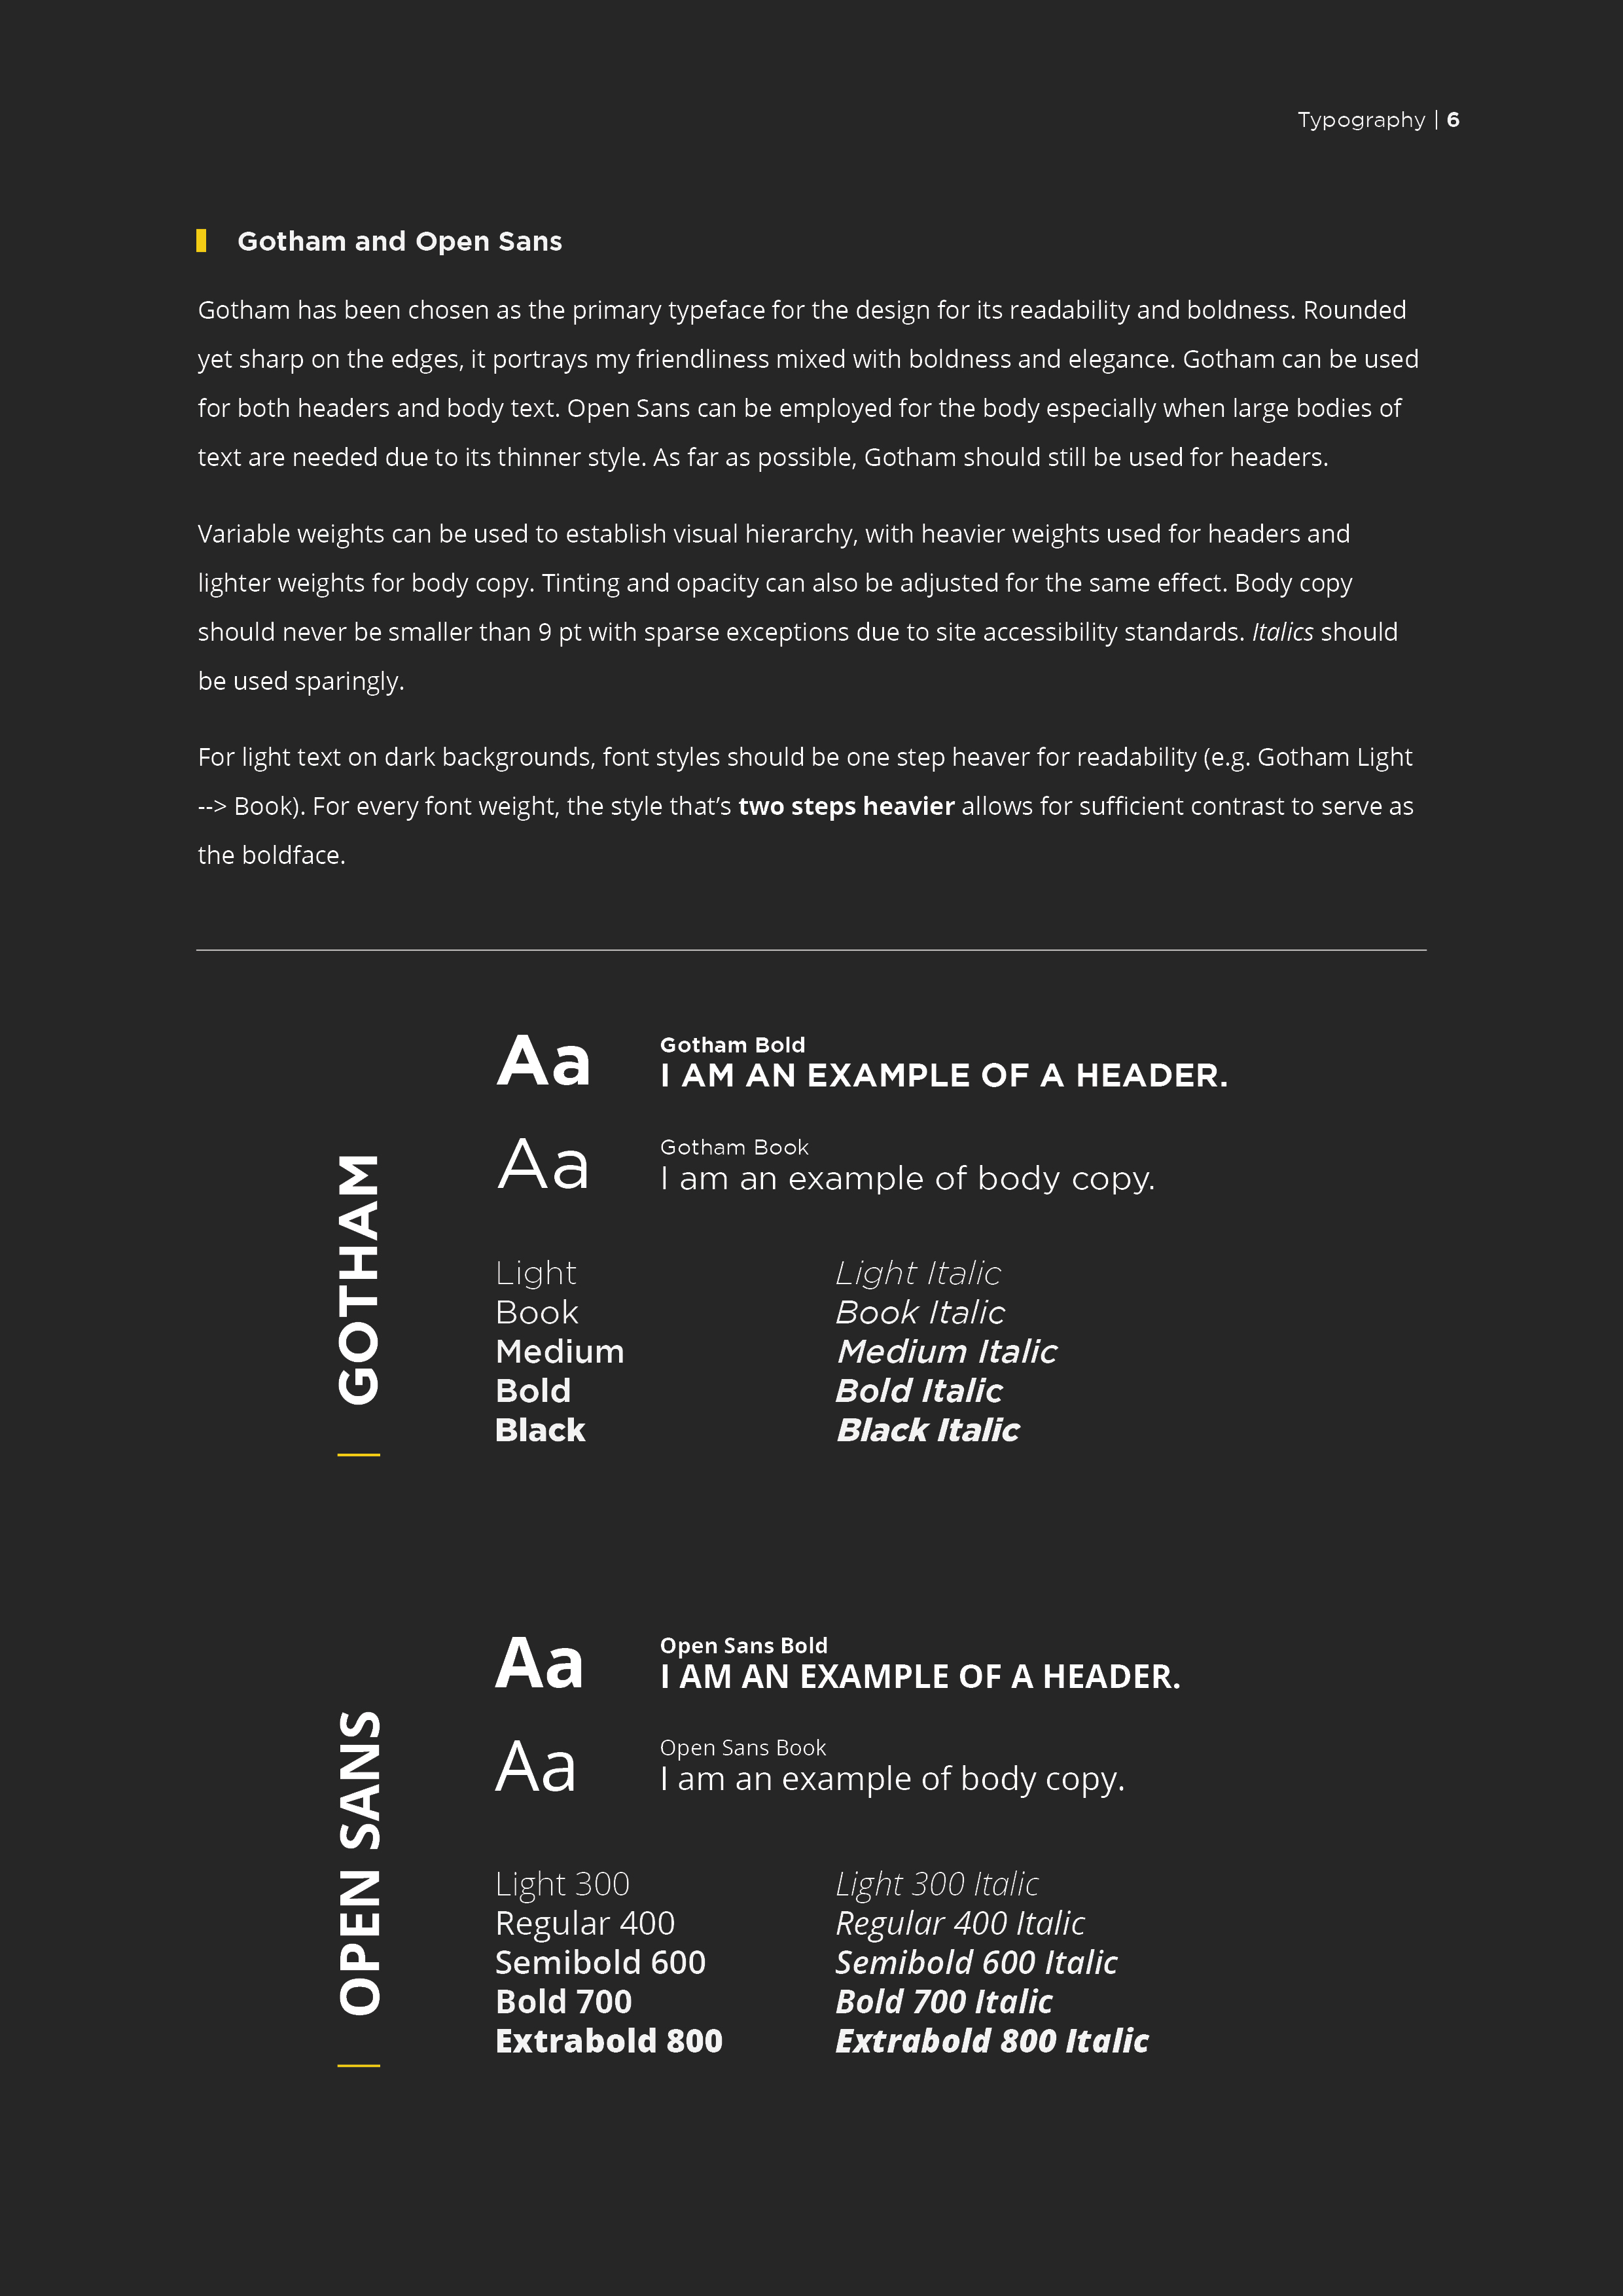 Typography | 6
Gotham and Open Sans
Gotham has been chosen as the primary typeface for the design for its readability and boldness. Rounded
yet sharp on the edges, it portrays my friendliness mixed with boldness and elegance. Gotham can be used
for both headers and body text. Open Sans can be employed for the body especially when large bodies of
text are needed due to its thinner style. As far as possible, Gotham should still be used for headers.
Variable weights can be used to establish visual hierarchy, with heavier weights used for headers and
lighter weights for body copy. Tinting and opacity can also be adjusted for the same effect. Body copy
should never be smaller than 9 pt with sparse exceptions due to site accessibility standards. Italics should
be used sparingly.
For light text on dark backgrounds, font styles should be one step heaver for readability (e.g. Gotham Light
--> Book). For every font weight, the style that’s two steps heavier allows for sufficient contrast to serve as
the boldface.
GOTHAM
Aa
Gotham Bold
I AM AN EXAMPLE OF A HEADER.
Aa
Gotham Book
I am an example of body copy.
Light
Book
Medium
Bold
Black
Light Italic
Book Italic
Medium Italic
Bold Italic
Black Italic
OPEN SANS
Aa
Open Sans Bold
I AM AN EXAMPLE OF A HEADER.
Aa
Open Sans Book
I am an example of body copy.
Light 300
Regular 400
Semibold 600
Bold 700
Extrabold 800
Light 300 Italic
Regular 400 Italic
Semibold 600 Italic
Bold 700 Italic
Extrabold 800 Italic